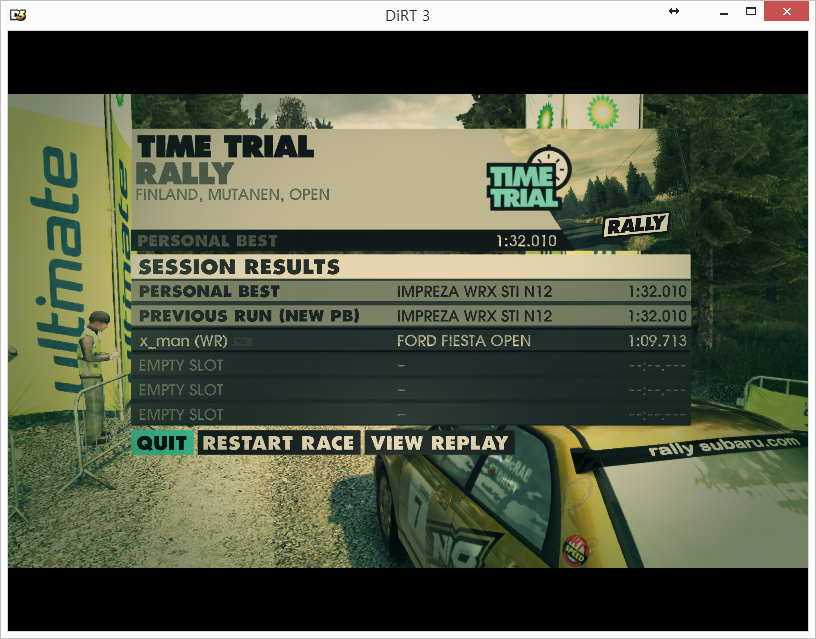 DiRT 3
ultimate
TIME TRIAL
RALLY
FINLAND, MUTANEN, OPEN
TIME
TRIAL
RALLY
PERSONAL BEST 1:32.010
SESSION RESULTS
PERSONAL BEST IMPREZA WRX STI N12 1:32.010
PREVIOUS RUN (NEW PB) IMPREZA WRX STI N12 1:32.010
x_man (WR) FORD FIESTA OPEN 1:09.713
EMPTY SLOT – --:--.---
EMPTY SLOT – --:--.---
EMPTY SLOT – --:--.---
QUIT RESTART RACE VIEW REPLAY
rally subaru.com
McRAE
7
SPEED